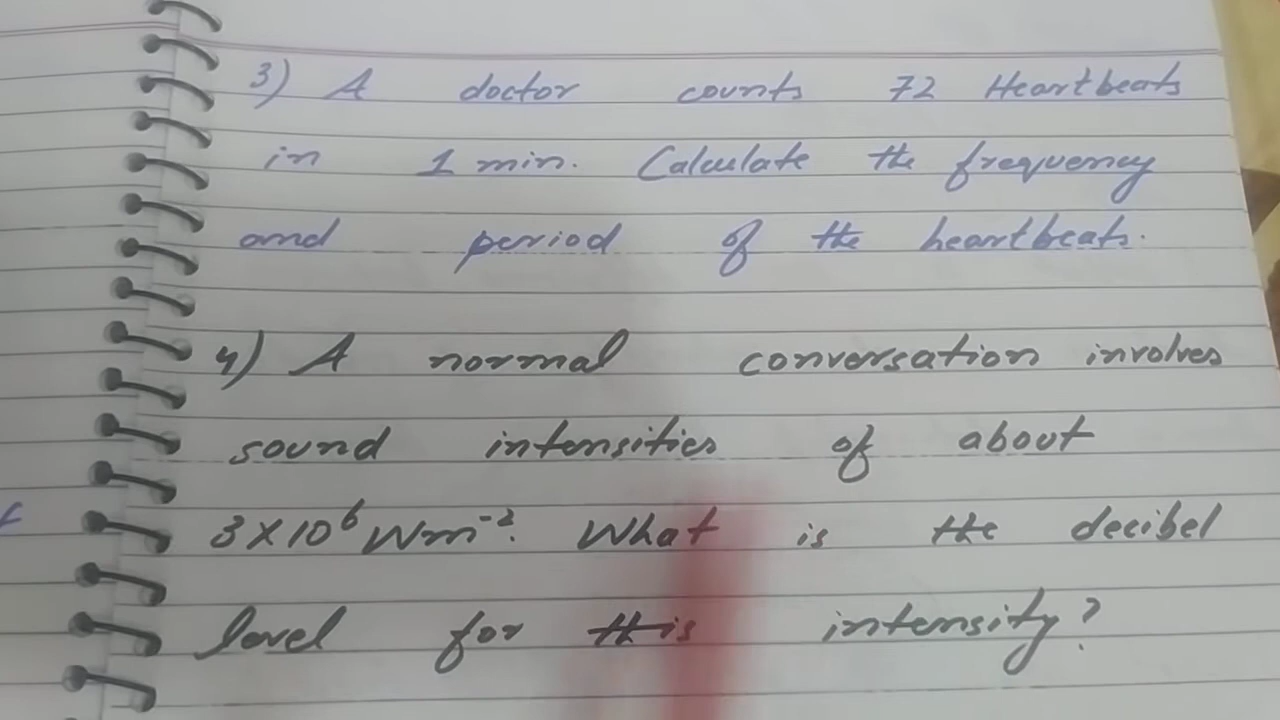 3) A doctor counts 72 Heartbeats
in 1 min. Calculate the frequency
and period of the heartbeats.
4) A normal conversation involves
sound intensities of about
3×10⁶ Wm⁻². What is the decibel
level for this intensity?